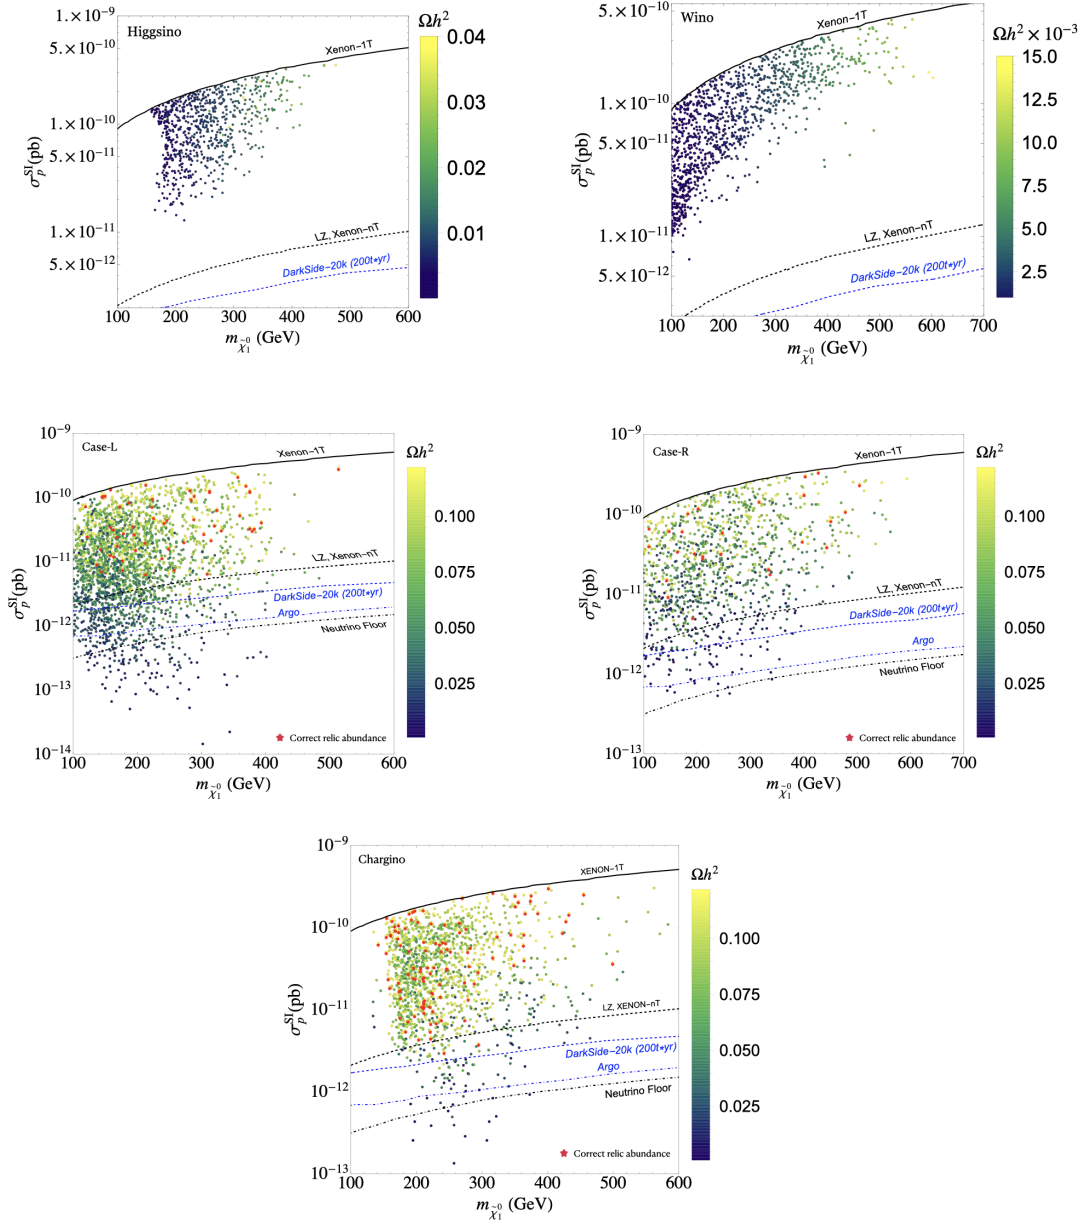 Higgsino
1.×10⁻⁹
5.×10⁻¹⁰
1.×10⁻¹⁰
5.×10⁻¹¹
1.×10⁻¹¹
5.×10⁻¹²
σ_p^SI(pb)
Xenon-1T
LZ, Xenon-nT
DarkSide-20k (200t*yr)
100 200 300 400 500 600
m_χ̃₁⁰ (GeV)
Ωh²
0.04
0.03
0.02
0.01
Wino
5.×10⁻¹⁰
1.×10⁻¹⁰
5.×10⁻¹¹
1.×10⁻¹¹
5.×10⁻¹²
σ_p^SI(pb)
Xenon-1T
LZ, Xenon-nT
DarkSide-20k (200t*yr)
100 200 300 400 500 600 700
m_χ̃₁⁰ (GeV)
Ωh²×10⁻³
15.0
12.5
10.0
7.5
5.0
2.5
Case-L
10⁻⁹
10⁻¹⁰
10⁻¹¹
10⁻¹²
10⁻¹³
10⁻¹⁴
σ_p^SI(pb)
Xenon-1T
LZ, Xenon-nT
DarkSide-20k (200t*yr)
Argo
Neutrino Floor
★ Correct relic abundance
100 200 300 400 500 600
m_χ̃₁⁰ (GeV)
Ωh²
0.100
0.075
0.050
0.025
Case-R
10⁻⁹
10⁻¹⁰
10⁻¹¹
10⁻¹²
10⁻¹³
σ_p^SI(pb)
Xenon-1T
LZ, Xenon-nT
DarkSide-20k (200t*yr)
Argo
Neutrino Floor
★ Correct relic abundance
100 200 300 400 500 600 700
m_χ̃₁⁰ (GeV)
Ωh²
0.100
0.075
0.050
0.025
Chargino
10⁻⁹
10⁻¹⁰
10⁻¹¹
10⁻¹²
10⁻¹³
σ_p^SI(pb)
XENON-1T
LZ, XENON-nT
DarkSide-20k (200t*yr)
Argo
Neutrino Floor
★ Correct relic abundance
100 200 300 400 500 600
m_χ̃₁⁰ (GeV)
Ωh²
0.100
0.075
0.050
0.025